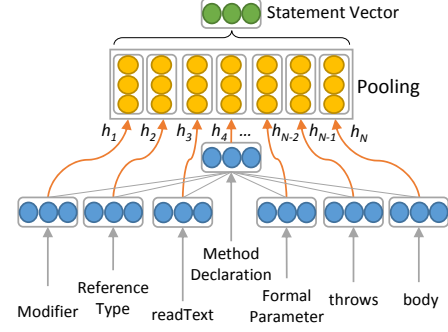 Statement Vector
Pooling
h1 h2 h3 h4 ... hN-2 hN-1 hN
Modifier
Reference
Type
readText
Method
Declaration
Formal
Parameter
throws
body